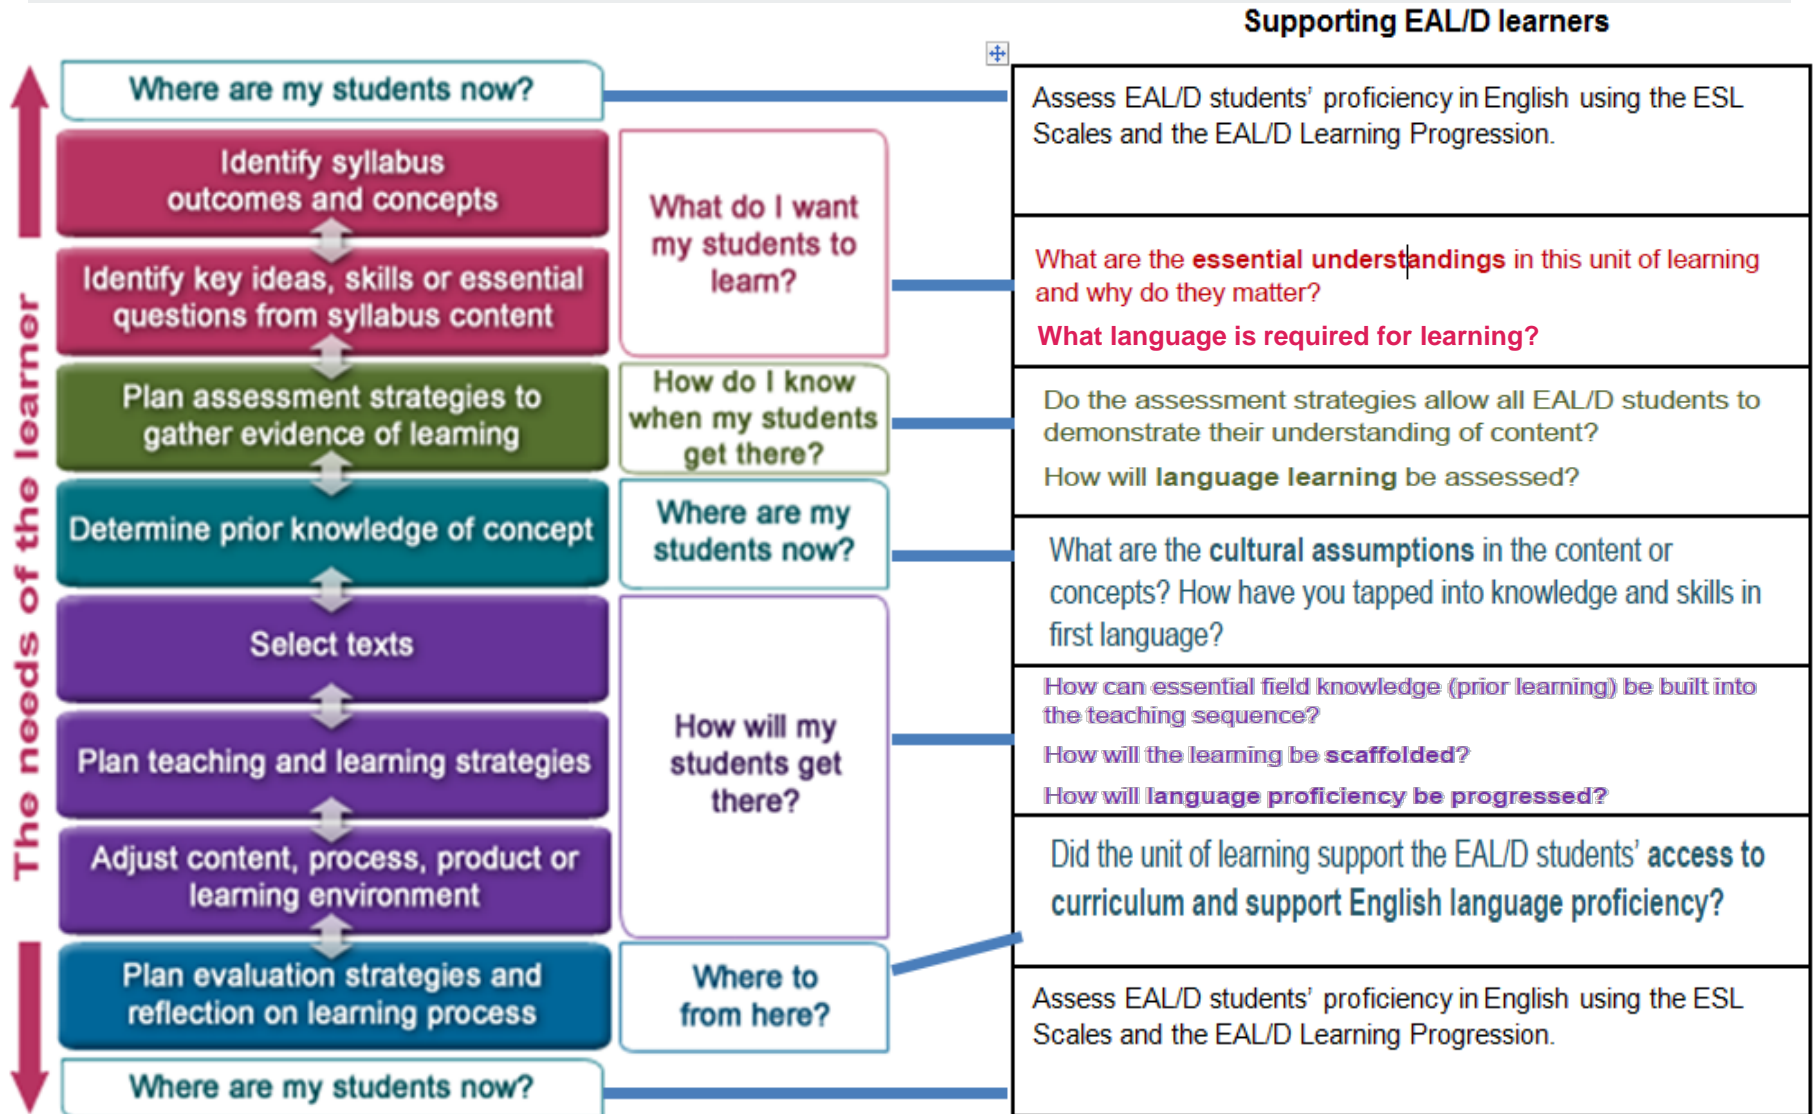 Supporting EAL/D learners
The needs of the learner
Where are my students now?
Identify syllabus
outcomes and concepts
Identify key ideas, skills or essential
questions from syllabus content
Plan assessment strategies to
gather evidence of learning
Determine prior knowledge of concept
Select texts
Plan teaching and learning strategies
Adjust content, process, product or
learning environment
Plan evaluation strategies and
reflection on learning process
Where are my students now?
What do I want
my students to
learn?
How do I know
when my students
get there?
Where are my
students now?
How will my
students get
there?
Where to
from here?
Assess EAL/D students’ proficiency in English using the ESL
Scales and the EAL/D Learning Progression.
What are the essential understandings in this unit of learning
and why do they matter?
What language is required for learning?
Do the assessment strategies allow all EAL/D students to
demonstrate their understanding of content?
How will language learning be assessed?
What are the cultural assumptions in the content or
concepts? How have you tapped into knowledge and skills in
first language?
How can essential field knowledge (prior learning) be built into
the teaching sequence?
How will the learning be scaffolded?
How will language proficiency be progressed?
Did the unit of learning support the EAL/D students’ access to
curriculum and support English language proficiency?
Assess EAL/D students’ proficiency in English using the ESL
Scales and the EAL/D Learning Progression.